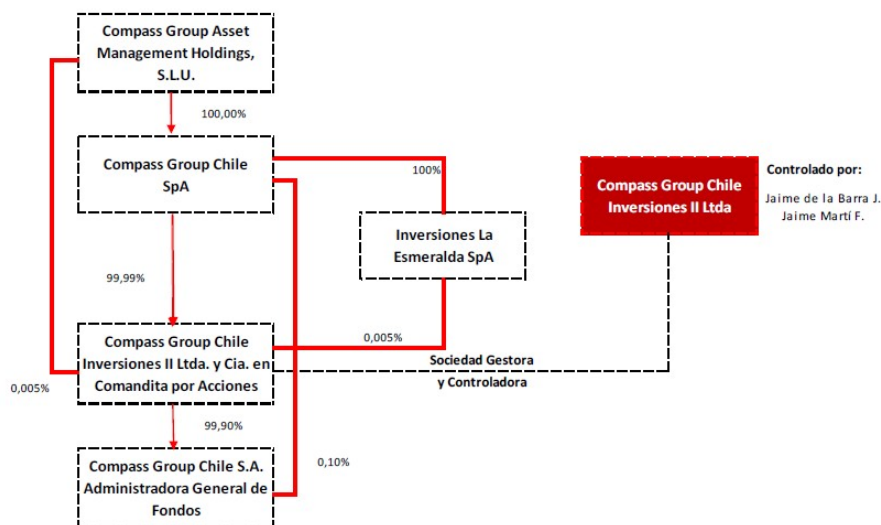 Compass Group Asset
Management Holdings,
S.L.U.
100,00%
Compass Group Chile
SpA
100%
Compass Group Chile
Inversiones II Ltda
Controlado por:
Jaime de la Barra J.
Jaime Martí F.
Inversiones La
Esmeralda SpA
99,99%
Compass Group Chile
Inversiones II Ltda. y Cia. en
Comandita por Acciones
0,005%
Sociedad Gestora
y Controladora
0,005%
99,90%
Compass Group Chile S.A.
Administradora General de
Fondos
0,10%